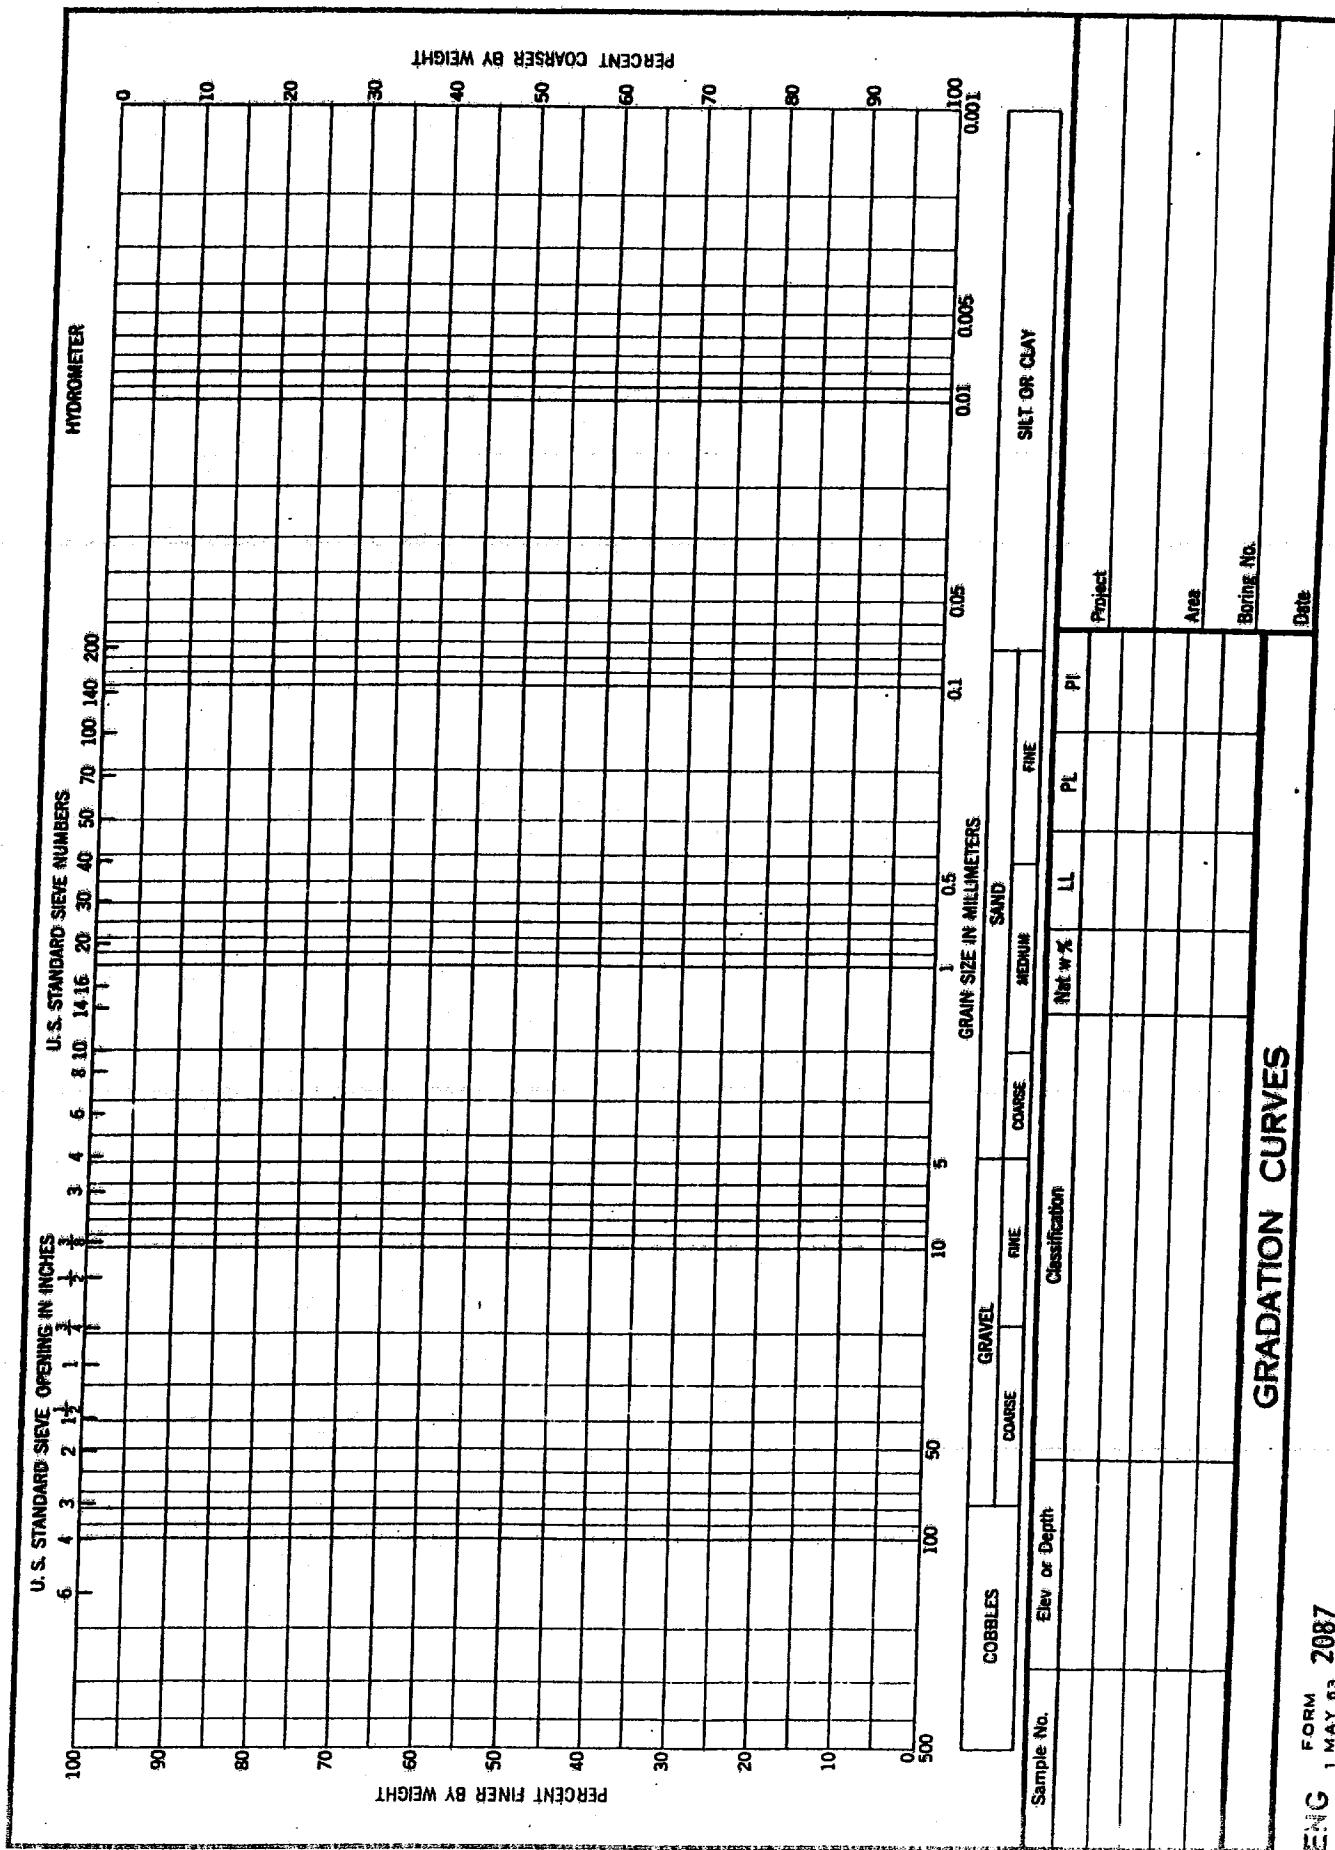 U. S. STANDARD SIEVE OPENING IN INCHES
U. S. STANDARD SIEVE NUMBERS
HYDROMETER
6 4 3 2 1½ 1 ¾ ½ ⅜ 3 4 6 8 10 14 16 20 30 40 50 70 100 140 200
PERCENT FINER BY WEIGHT
100
90
80
70
60
50
40
30
20
10
0
PERCENT COARSER BY WEIGHT
0
10
20
30
40
50
60
70
80
90
100
500 100 50 10 5 1 0.5 0.1 0.05 0.01 0.005 0.001
GRAIN SIZE IN MILLIMETERS
COBBLES GRAVEL SAND SILT OR CLAY
COARSE FINE COARSE MEDIUM FINE
Sample No. Elev or Depth Classification Nat w % LL PL PI
Project
Area
Boring No.
Date
GRADATION CURVES
ENG FORM 1 MAY 63 2087